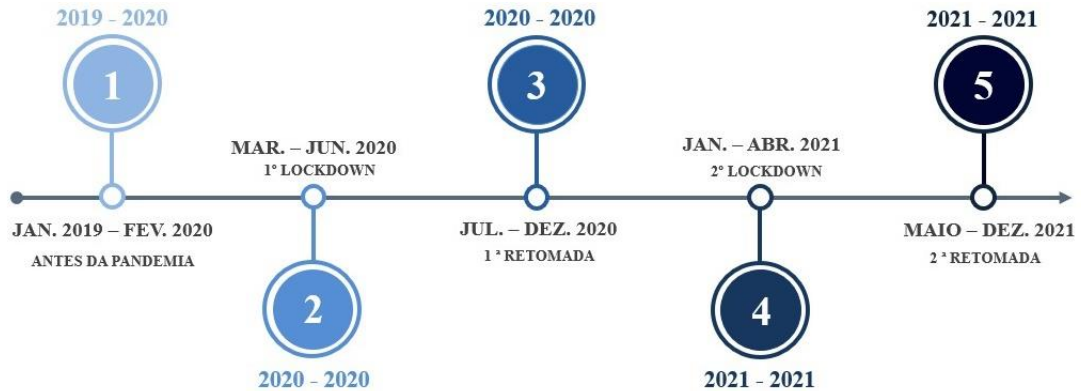 2019 - 2020
1
JAN. 2019 – FEV. 2020
ANTES DA PANDEMIA
MAR. – JUN. 2020
1º LOCKDOWN
2
2020 - 2020
2020 - 2020
3
JUL. – DEZ. 2020
1 ª RETOMADA
JAN. – ABR. 2021
2º LOCKDOWN
4
2021 - 2021
2021 - 2021
5
MAIO – DEZ. 2021
2 ª RETOMADA